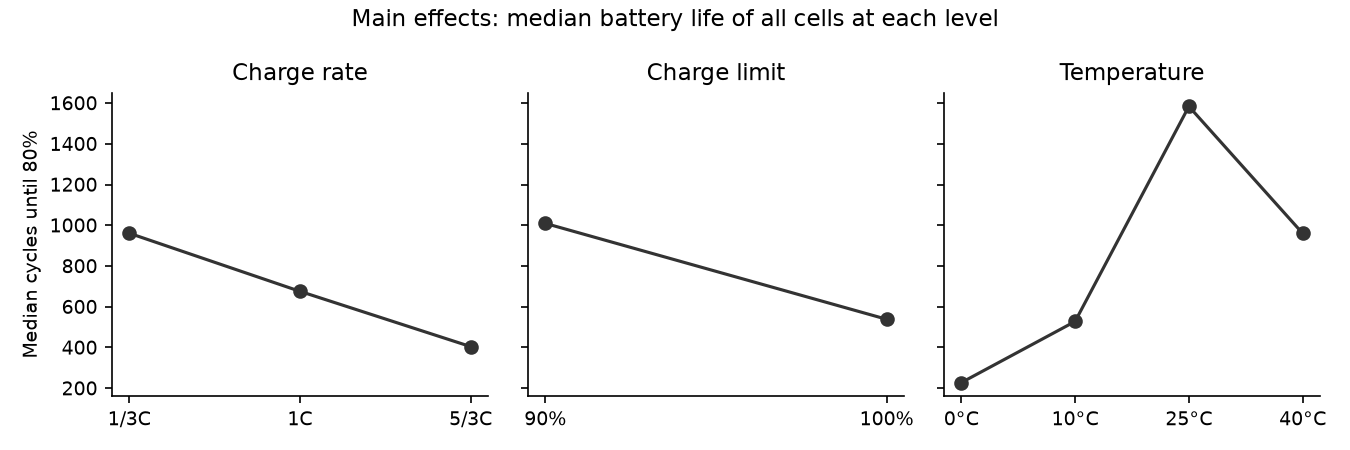 Main effects: median battery life of all cells at each level
Charge rate
Charge limit
Temperature
Median cycles until 80%
1600
1400
1200
1000
800
600
400
200
1/3C
1C
5/3C
90%
100%
0°C
10°C
25°C
40°C